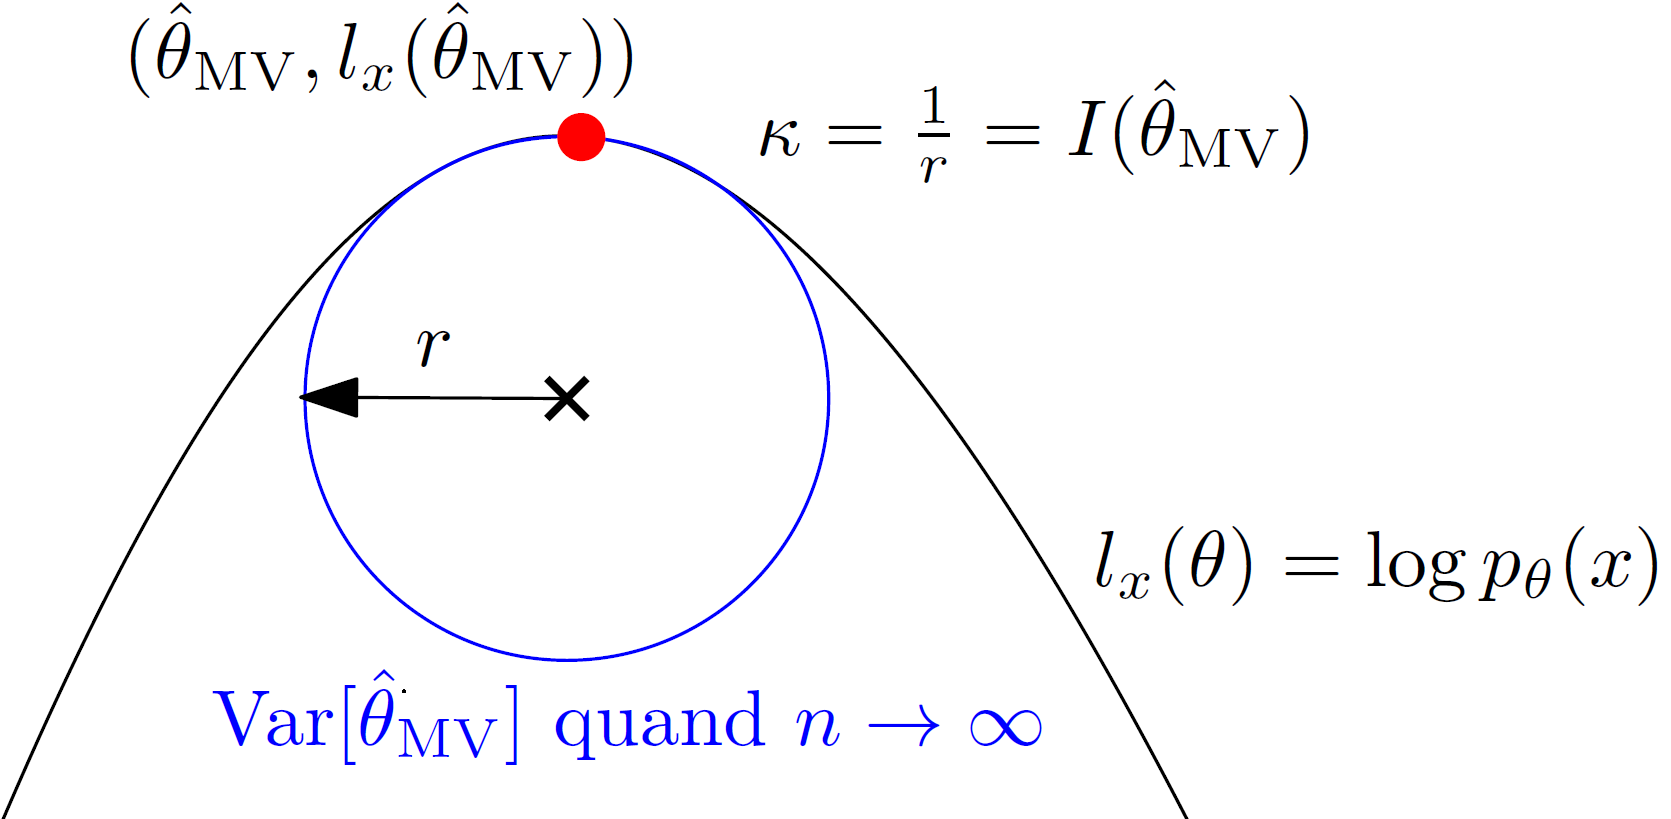 (θ̂_MV, l_x(θ̂_MV))
κ = 1/r = I(θ̂_MV)
r
l_x(θ) = log p_θ(x)
Var[θ̂_MV] quand n → ∞